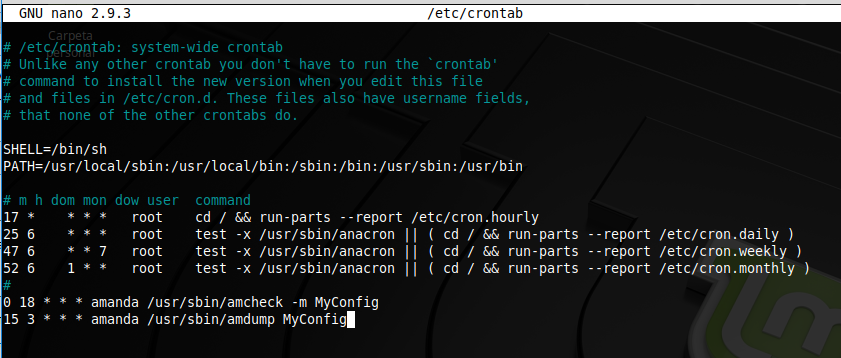 GNU nano 2.9.3 /etc/crontab
Carpeta
personal
# /etc/crontab: system-wide crontab
# Unlike any other crontab you don't have to run the `crontab'
# command to install the new version when you edit this file
# and files in /etc/cron.d. These files also have username fields,
# that none of the other crontabs do.
SHELL=/bin/sh
PATH=/usr/local/sbin:/usr/local/bin:/sbin:/bin:/usr/sbin:/usr/bin
# m h dom mon dow user  command
17 *    * * *   root    cd / && run-parts --report /etc/cron.hourly
25 6    * * *   root    test -x /usr/sbin/anacron || ( cd / && run-parts --report /etc/cron.daily )
47 6    * * 7   root    test -x /usr/sbin/anacron || ( cd / && run-parts --report /etc/cron.weekly )
52 6    1 * *   root    test -x /usr/sbin/anacron || ( cd / && run-parts --report /etc/cron.monthly )
#
0 18 * * * amanda /usr/sbin/amcheck -m MyConfig
15 3 * * * amanda /usr/sbin/amdump MyConfig